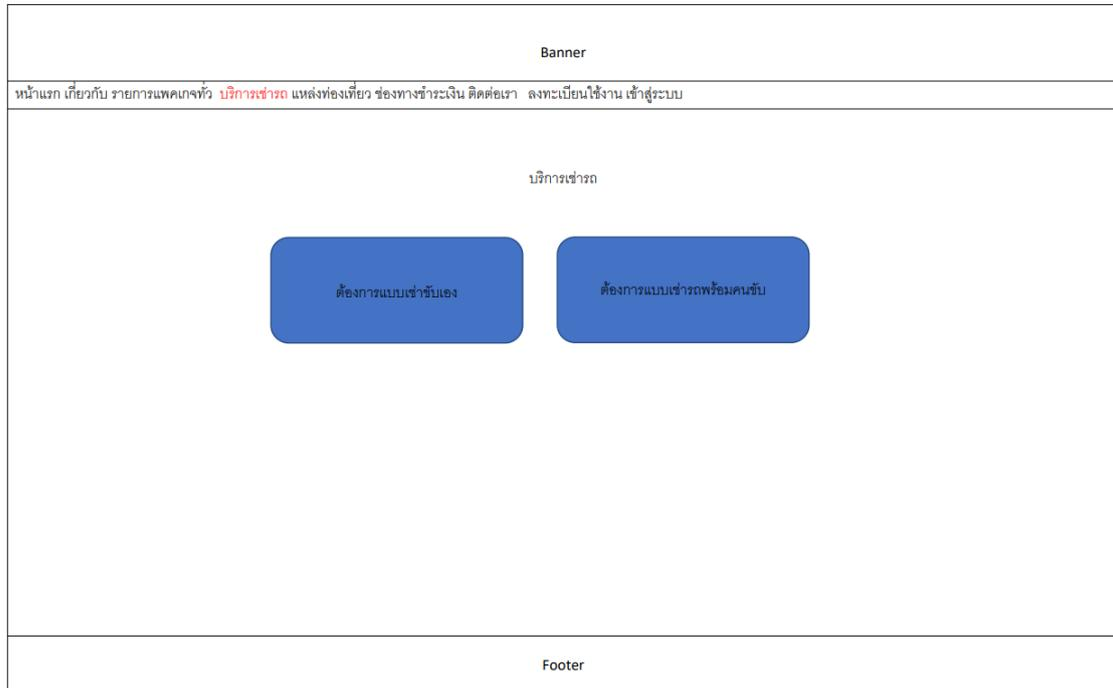 Banner
หน้าแรก เกี่ยวกับ รายการแพคเกจทั่ว บริการเช่ารถ แหล่งท่องเที่ยว ช่องทางชำระเงิน ติดต่อเรา ลงทะเบียนใช้งาน เข้าสู่ระบบ
บริการเช่ารถ
ต้องการแบบเช่าขับเอง
ต้องการแบบเช่ารถพร้อมคนขับ
Footer